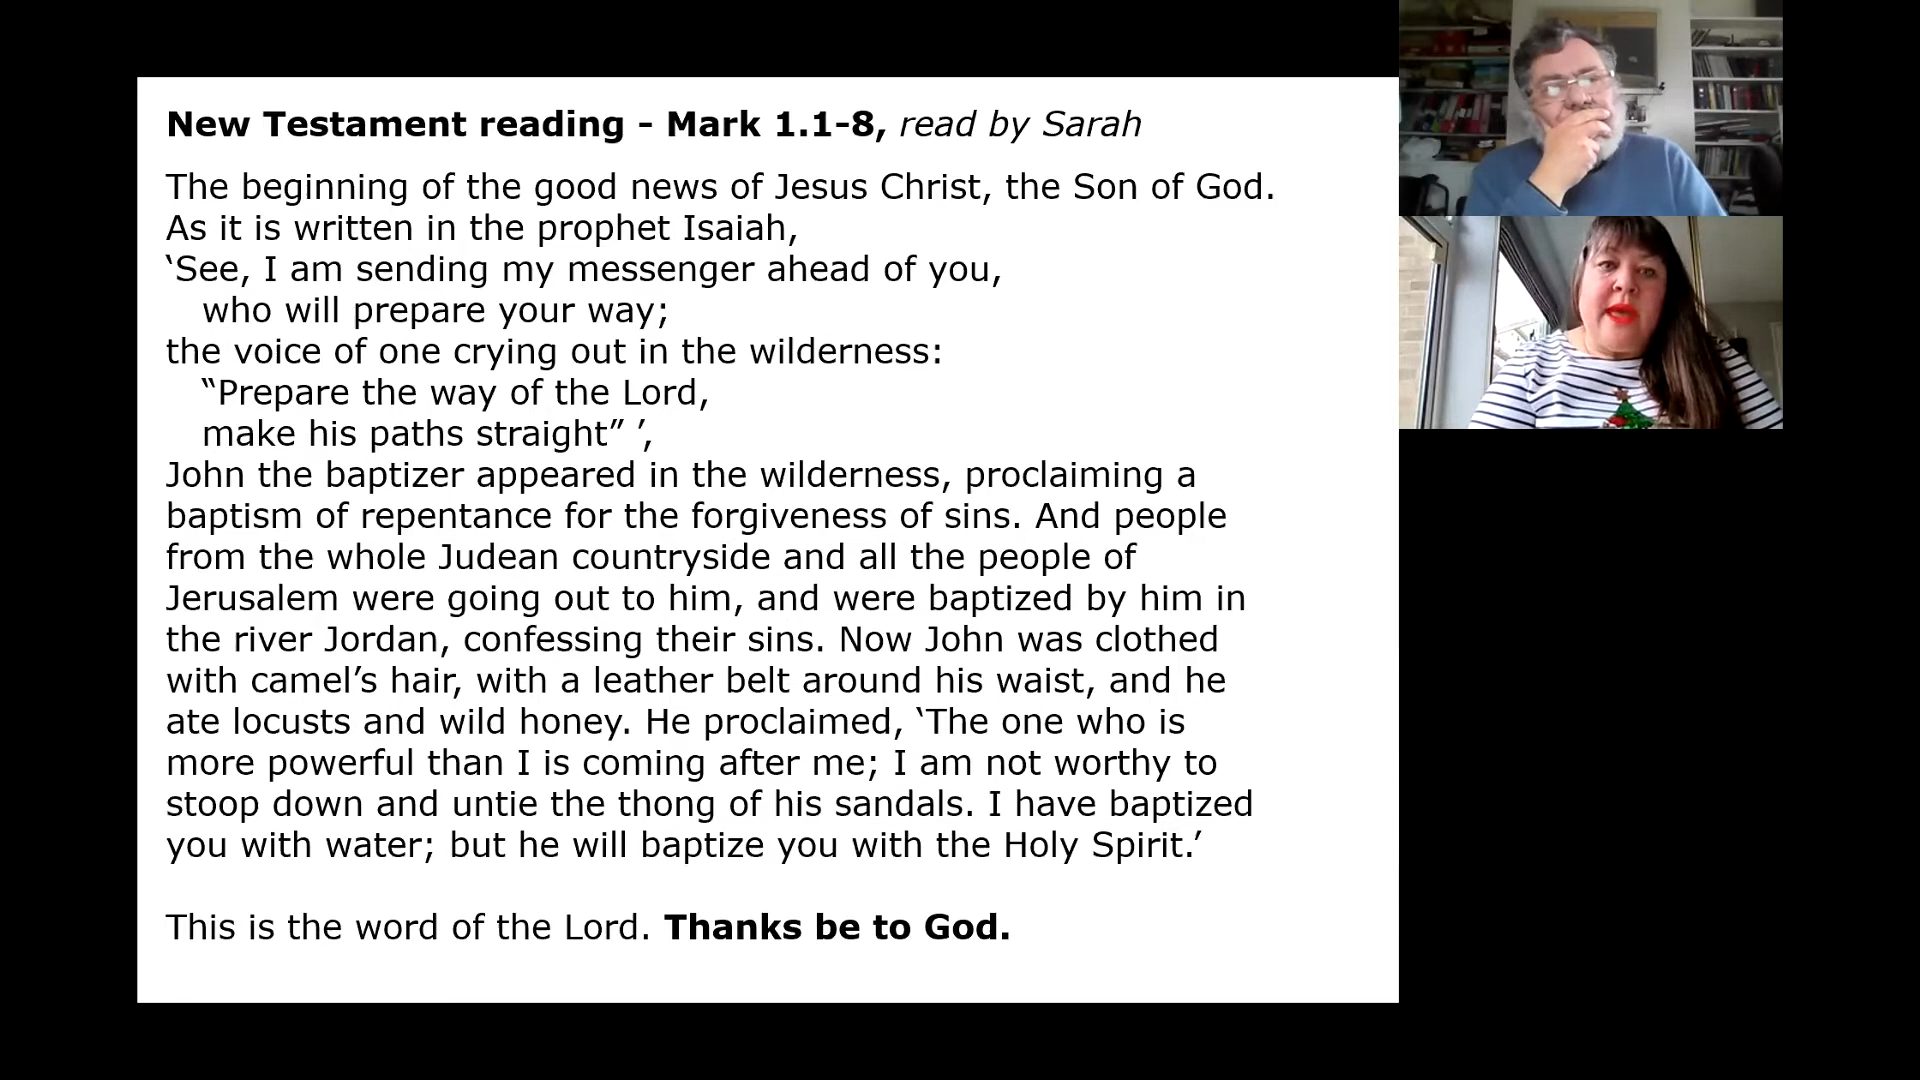 New Testament reading - Mark 1.1-8, read by Sarah
The beginning of the good news of Jesus Christ, the Son of God.
As it is written in the prophet Isaiah,
‘See, I am sending my messenger ahead of you,
who will prepare your way;
the voice of one crying out in the wilderness:
“Prepare the way of the Lord,
make his paths straight” ’,
John the baptizer appeared in the wilderness, proclaiming a
baptism of repentance for the forgiveness of sins. And people
from the whole Judean countryside and all the people of
Jerusalem were going out to him, and were baptized by him in
the river Jordan, confessing their sins. Now John was clothed
with camel’s hair, with a leather belt around his waist, and he
ate locusts and wild honey. He proclaimed, ‘The one who is
more powerful than I is coming after me; I am not worthy to
stoop down and untie the thong of his sandals. I have baptized
you with water; but he will baptize you with the Holy Spirit.’
This is the word of the Lord. Thanks be to God.